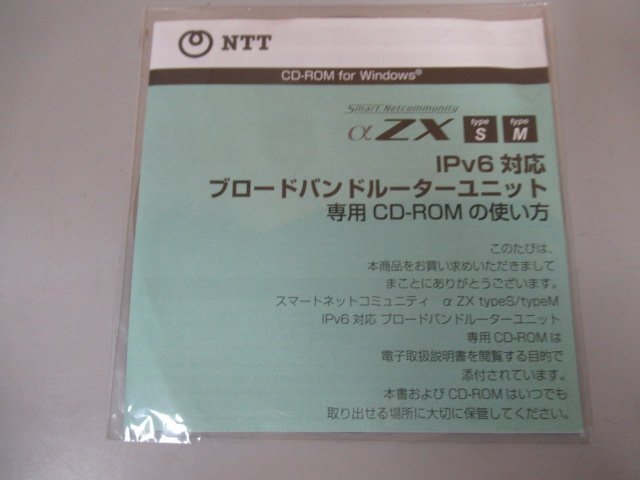 NTT
CD-ROM for Windows®
Smart Netcommunity
αZX type S type M
IPv6 対応
ブロードバンドルーターユニット
専用 CD-ROM の使い方
このたびは、
本商品をお買い求めいただきまして
まことにありがとうございます。
スマートネットコミュニティ α ZX typeS/typeM
IPv6 対応 ブロードバンドルーターユニット
専用 CD-ROM は
電子取扱説明書を閲覧する目的で
添付されています。
本書および CD-ROM はいつでも
取り出せる場所に大切に保管してください。